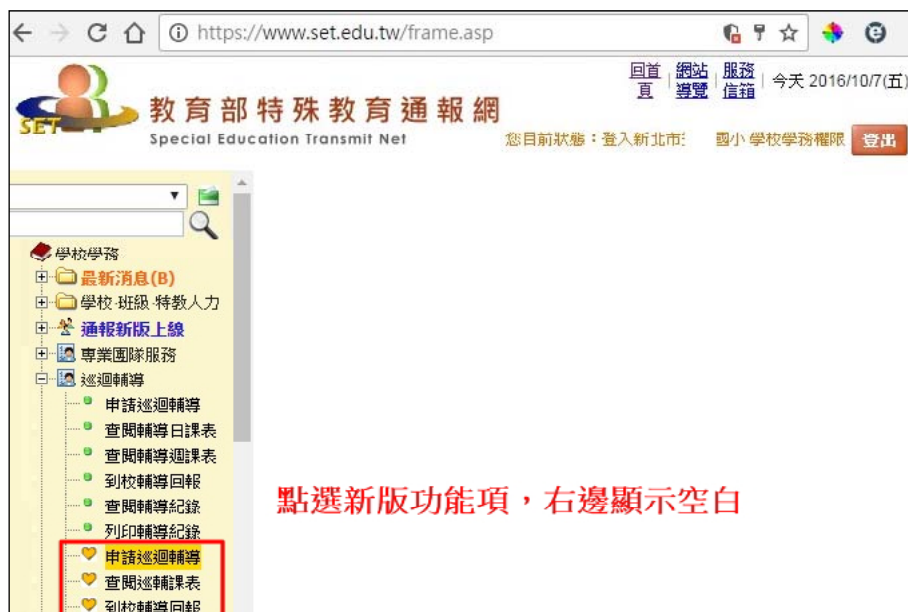 https://www.set.edu.tw/frame.asp
回首頁 | 網站導覽 | 服務信箱 | 今天 2016/10/7(五)
SET
教育部特殊教育通報網
Special Education Transmit Net
您目前狀態：登入新北市 國小 學校學務權限 登出
學校學務
最新消息(B)
學校‧班級‧特教人力
通報新版上線
專業團隊服務
巡迴輔導
申請巡迴輔導
查閱輔導日課表
查閱輔導週課表
到校輔導回報
查閱輔導紀錄
列印輔導紀錄
申請巡迴輔導
查閱巡輔課表
到校輔導回報
點選新版功能項，右邊顯示空白